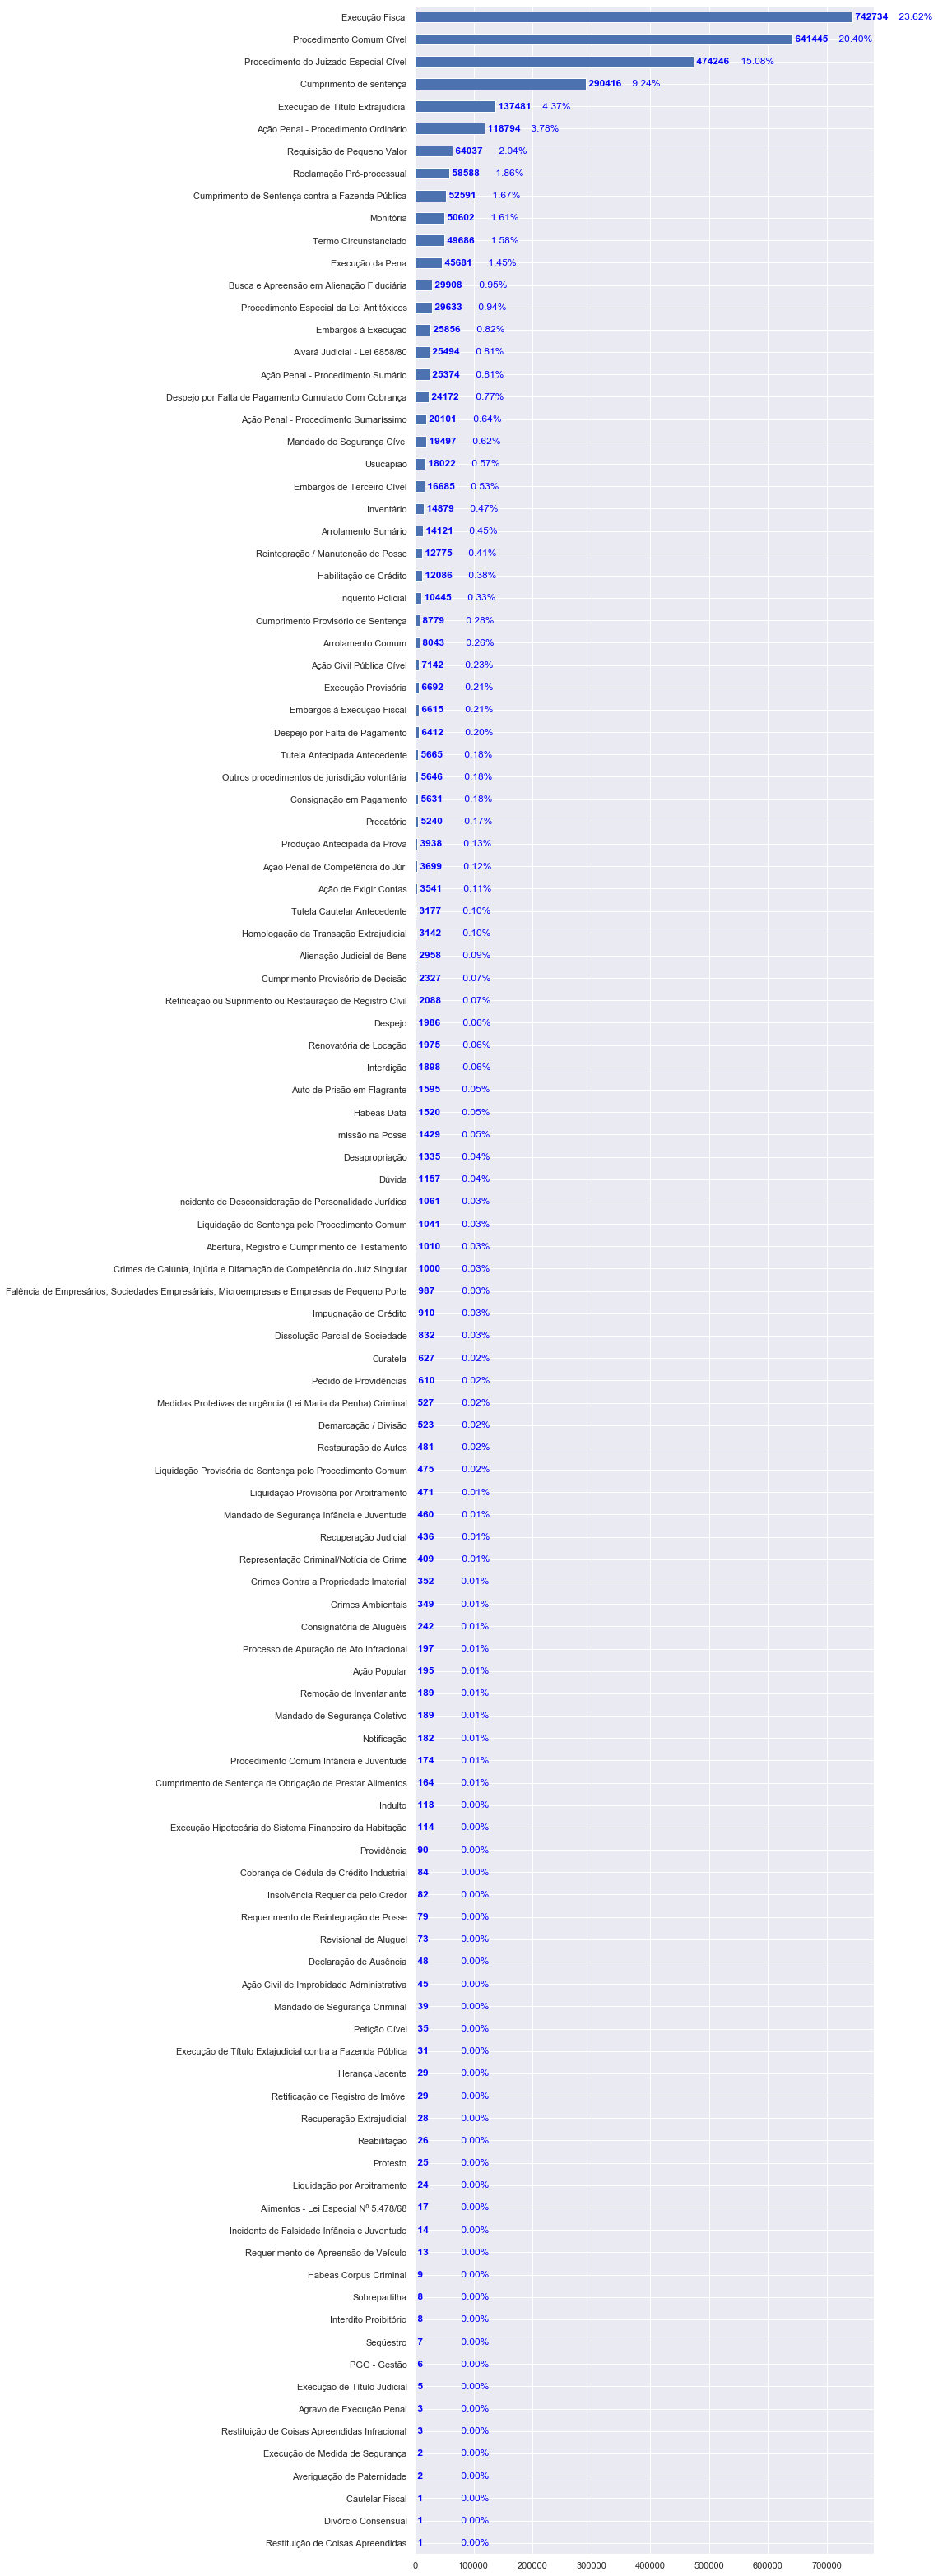 Execução Fiscal 742734 23.62%
Procedimento Comum Cível 641445 20.40%
Procedimento do Juizado Especial Cível 474246 15.08%
Cumprimento de sentença 290416 9.24%
Execução de Título Extrajudicial 137481 4.37%
Ação Penal - Procedimento Ordinário 118794 3.78%
Requisição de Pequeno Valor 64037 2.04%
Reclamação Pré-processual 58588 1.86%
Cumprimento de Sentença contra a Fazenda Pública 52591 1.67%
Monitória 50602 1.61%
Termo Circunstanciado 49686 1.58%
Execução da Pena 45681 1.45%
Busca e Apreensão em Alienação Fiduciária 29908 0.95%
Procedimento Especial da Lei Antitóxicos 29633 0.94%
Embargos à Execução 25856 0.82%
Alvará Judicial - Lei 6858/80 25494 0.81%
Ação Penal - Procedimento Sumário 25374 0.81%
Despejo por Falta de Pagamento Cumulado Com Cobrança 24172 0.77%
Ação Penal - Procedimento Sumaríssimo 20101 0.64%
Mandado de Segurança Cível 19497 0.62%
Usucapião 18022 0.57%
Embargos de Terceiro Cível 16685 0.53%
Inventário 14879 0.47%
Arrolamento Sumário 14121 0.45%
Reintegração / Manutenção de Posse 12775 0.41%
Habilitação de Crédito 12086 0.38%
Inquérito Policial 10445 0.33%
Cumprimento Provisório de Sentença 8779 0.28%
Arrolamento Comum 8043 0.26%
Ação Civil Pública Cível 7142 0.23%
Execução Provisória 6692 0.21%
Embargos à Execução Fiscal 6615 0.21%
Despejo por Falta de Pagamento 6412 0.20%
Tutela Antecipada Antecedente 5665 0.18%
Outros procedimentos de jurisdição voluntária 5646 0.18%
Consignação em Pagamento 5631 0.18%
Precatório 5240 0.17%
Produção Antecipada da Prova 3938 0.13%
Ação Penal de Competência do Júri 3699 0.12%
Ação de Exigir Contas 3541 0.11%
Tutela Cautelar Antecedente 3177 0.10%
Homologação da Transação Extrajudicial 3142 0.10%
Alienação Judicial de Bens 2958 0.09%
Cumprimento Provisório de Decisão 2327 0.07%
Retificação ou Suprimento ou Restauração de Registro Civil 2088 0.07%
Despejo 1986 0.06%
Renovatória de Locação 1975 0.06%
Interdição 1898 0.06%
Auto de Prisão em Flagrante 1595 0.05%
Habeas Data 1520 0.05%
Imissão na Posse 1429 0.05%
Desapropriação 1335 0.04%
Dúvida 1157 0.04%
Incidente de Desconsideração de Personalidade Jurídica 1061 0.03%
Liquidação de Sentença pelo Procedimento Comum 1041 0.03%
Abertura, Registro e Cumprimento de Testamento 1010 0.03%
Crimes de Calúnia, Injúria e Difamação de Competência do Juiz Singular 1000 0.03%
Falência de Empresários, Sociedades Empresáriais, Microempresas e Empresas de Pequeno Porte 987 0.03%
Impugnação de Crédito 910 0.03%
Dissolução Parcial de Sociedade 832 0.03%
Curatela 627 0.02%
Pedido de Providências 610 0.02%
Medidas Protetivas de urgência (Lei Maria da Penha) Criminal 527 0.02%
Demarcação / Divisão 523 0.02%
Restauração de Autos 481 0.02%
Liquidação Provisória de Sentença pelo Procedimento Comum 475 0.02%
Liquidação Provisória por Arbitramento 471 0.01%
Mandado de Segurança Infância e Juventude 460 0.01%
Recuperação Judicial 436 0.01%
Representação Criminal/Notícia de Crime 409 0.01%
Crimes Contra a Propriedade Imaterial 352 0.01%
Crimes Ambientais 349 0.01%
Consignatória de Aluguéis 242 0.01%
Processo de Apuração de Ato Infracional 197 0.01%
Ação Popular 195 0.01%
Remoção de Inventariante 189 0.01%
Mandado de Segurança Coletivo 189 0.01%
Notificação 182 0.01%
Procedimento Comum Infância e Juventude 174 0.01%
Cumprimento de Sentença de Obrigação de Prestar Alimentos 164 0.01%
Indulto 118 0.00%
Execução Hipotecária do Sistema Financeiro da Habitação 114 0.00%
Providência 90 0.00%
Cobrança de Cédula de Crédito Industrial 84 0.00%
Insolvência Requerida pelo Credor 82 0.00%
Requerimento de Reintegração de Posse 79 0.00%
Revisional de Aluguel 73 0.00%
Declaração de Ausência 48 0.00%
Ação Civil de Improbidade Administrativa 45 0.00%
Mandado de Segurança Criminal 39 0.00%
Petição Cível 35 0.00%
Execução de Título Extajudicial contra a Fazenda Pública 31 0.00%
Herança Jacente 29 0.00%
Retificação de Registro de Imóvel 29 0.00%
Recuperação Extrajudicial 28 0.00%
Reabilitação 26 0.00%
Protesto 25 0.00%
Liquidação por Arbitramento 24 0.00%
Alimentos - Lei Especial Nº 5.478/68 17 0.00%
Incidente de Falsidade Infância e Juventude 14 0.00%
Requerimento de Apreensão de Veículo 13 0.00%
Habeas Corpus Criminal 9 0.00%
Sobrepartilha 8 0.00%
Interdito Proibitório 8 0.00%
Seqüestro 7 0.00%
PGG - Gestão 6 0.00%
Execução de Título Judicial 5 0.00%
Agravo de Execução Penal 3 0.00%
Restituição de Coisas Apreendidas Infracional 3 0.00%
Execução de Medida de Segurança 2 0.00%
Averiguação de Paternidade 2 0.00%
Cautelar Fiscal 1 0.00%
Divórcio Consensual 1 0.00%
Restituição de Coisas Apreendidas 1 0.00%
0 100000 200000 300000 400000 500000 600000 700000